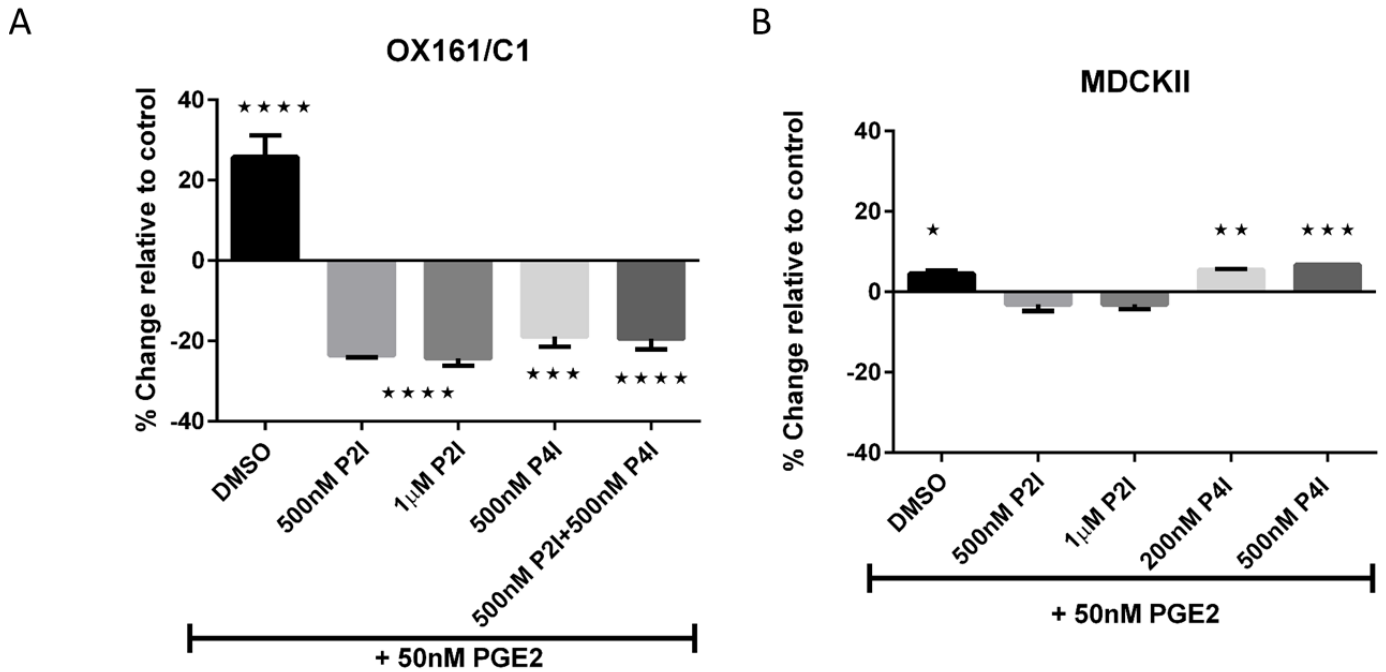 A
OX161/C1
% Change relative to cotrol
40
20
0
-20
-40
★★★★
★★★★
★★★
★★★★
DMSO
500nM P2I
1μM P2I
500nM P4I
500nM P2I+500nM P4I
+ 50nM PGE2
B
MDCKII
% Change relative to control
40
20
0
-20
-40
★
★★
★★★
DMSO
500nM P2I
1μM P2I
200nM P4I
500nM P4I
+ 50nM PGE2